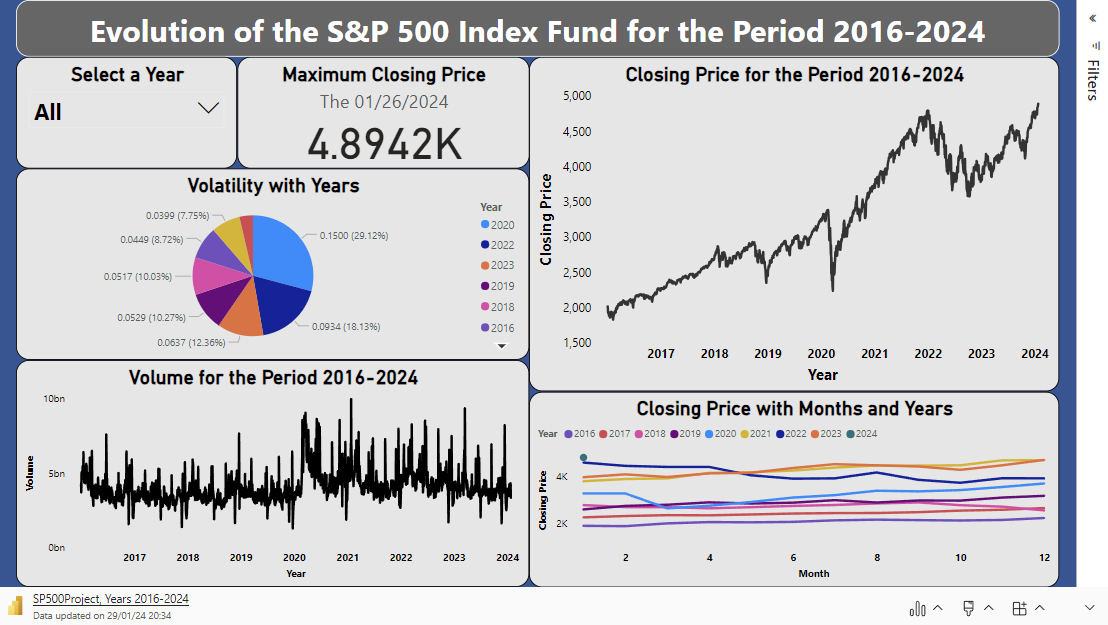 Evolution of the S&P 500 Index Fund for the Period 2016-2024
Select a Year
All
Maximum Closing Price
The 01/26/2024
4.8942K
Closing Price for the Period 2016-2024
Closing Price
5,000
4,500
4,000
3,500
3,000
2,500
2,000
1,500
2017 2018 2019 2020 2021 2022 2023 2024
Year
Filters
Volatility with Years
0.0399 (7.75%)
0.0449 (8.72%)
0.0517 (10.03%)
0.0529 (10.27%)
0.0637 (12.36%)
0.1500 (29.12%)
0.0934 (18.13%)
Year
2020
2022
2023
2019
2018
2016
Volume for the Period 2016-2024
Volume
10bn
5bn
0bn
2017 2018 2019 2020 2021 2022 2023 2024
Year
Closing Price with Months and Years
Year 2016 2017 2018 2019 2020 2021 2022 2023 2024
Closing Price
4K
2K
2 4 6 8 10 12
Month
SP500Project, Years 2016-2024
Data updated on 29/01/24 20:34